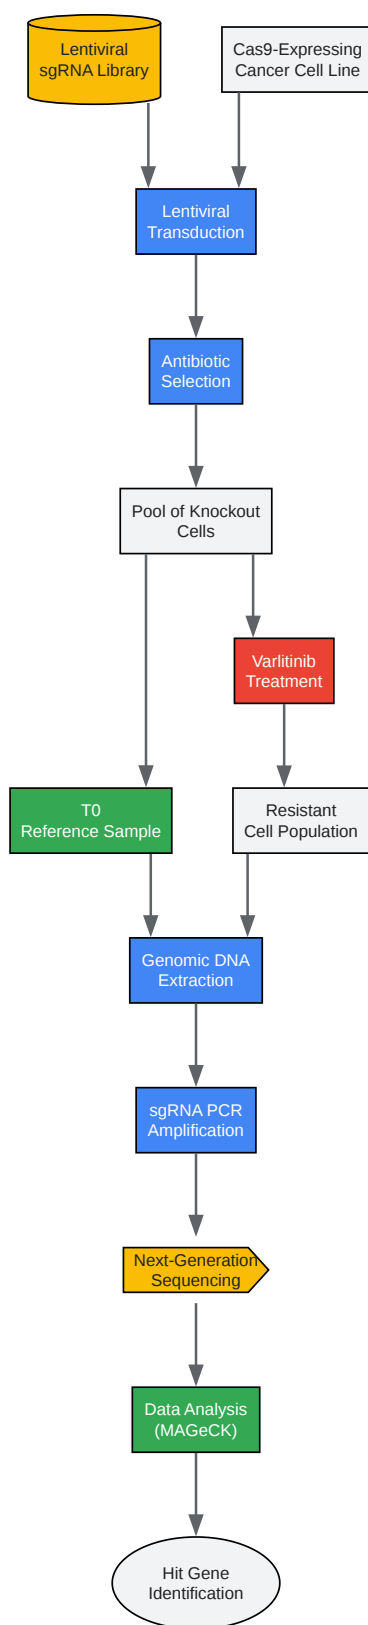 Lentiviral
sgRNA Library
Cas9-Expressing
Cancer Cell Line
Lentiviral
Transduction
Antibiotic
Selection
Pool of Knockout
Cells
Varlitinib
Treatment
T0
Reference Sample
Resistant
Cell Population
Genomic DNA
Extraction
sgRNA PCR
Amplification
Next-Generation
Sequencing
Data Analysis
(MAGeCK)
Hit Gene
Identification